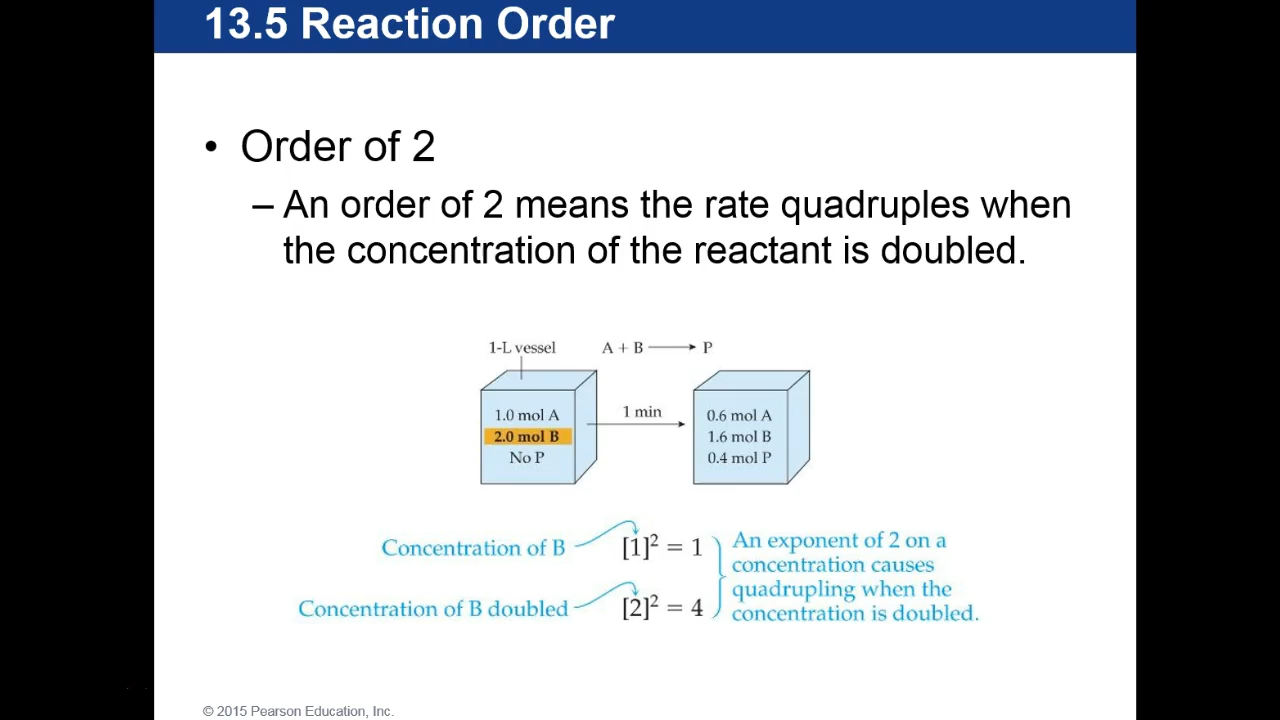 13.5 Reaction Order
• Order of 2
– An order of 2 means the rate quadruples when
the concentration of the reactant is doubled.
1-L vessel
A + B ⟶ P
1.0 mol A
2.0 mol B
No P
1 min
0.6 mol A
1.6 mol B
0.4 mol P
Concentration of B
[1]² = 1
Concentration of B doubled
[2]² = 4
An exponent of 2 on a
concentration causes
quadrupling when the
concentration is doubled.
© 2015 Pearson Education, Inc.